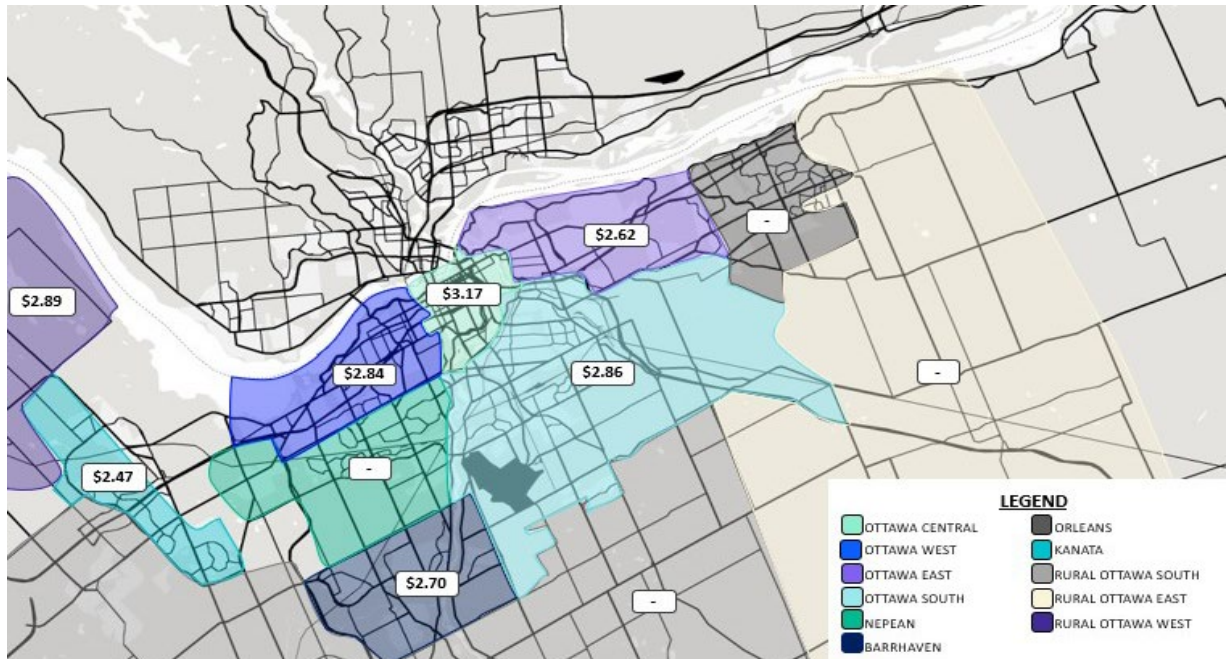 $2.62
-
$2.89
$3.17
$2.84
$2.86
-
$2.47
-
$2.70
-
LEGEND
OTTAWA CENTRAL
OTTAWA WEST
OTTAWA EAST
OTTAWA SOUTH
NEPEAN
BARRHAVEN
ORLEANS
KANATA
RURAL OTTAWA SOUTH
RURAL OTTAWA EAST
RURAL OTTAWA WEST